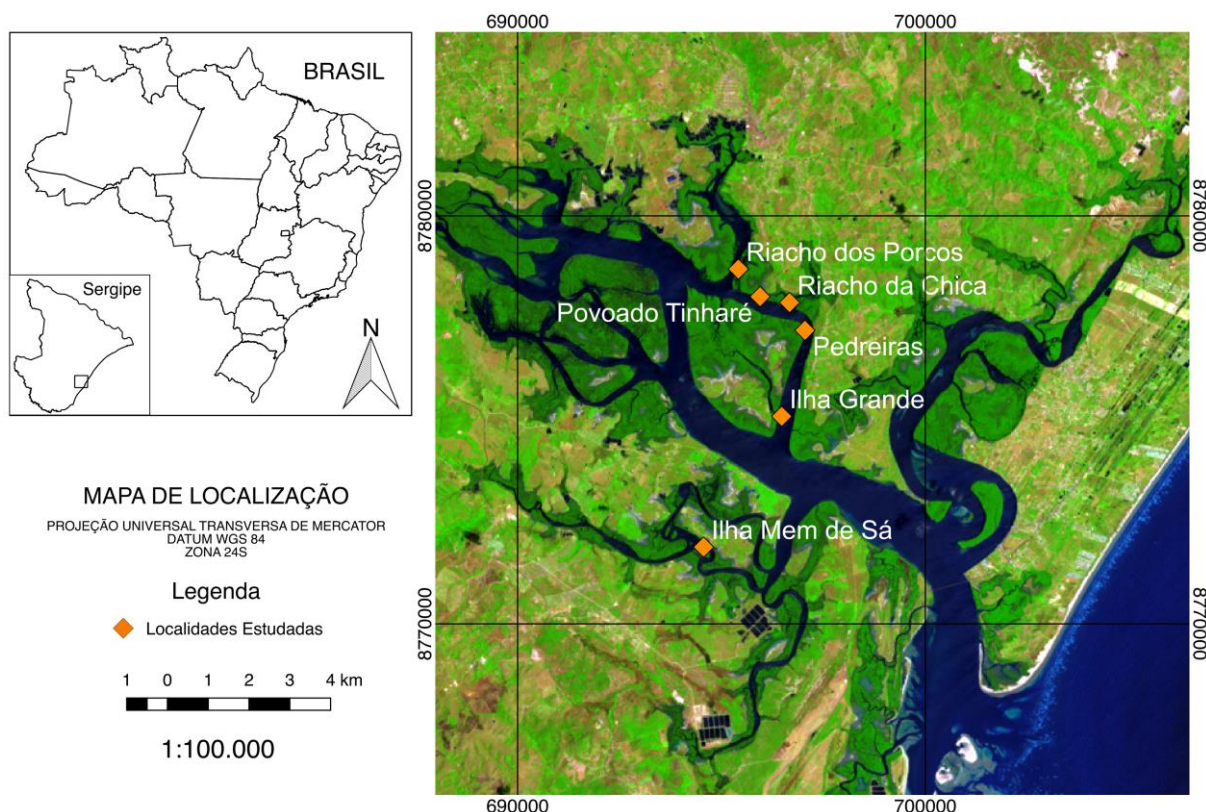 BRASIL
Sergipe
N
MAPA DE LOCALIZAÇÃO
PROJEÇÃO UNIVERSAL TRANSVERSA DE MERCATOR
DATUM WGS 84
ZONA 24S
Legenda
Localidades Estudadas
1 0 1 2 3 4 km
1:100.000
690000 700000
8780000 8780000
Riacho dos Porcos
Riacho da Chica
Povoado Tinharé
Pedreiras
Ilha Grande
Ilha Mem de Sá
8770000 8770000
690000 700000